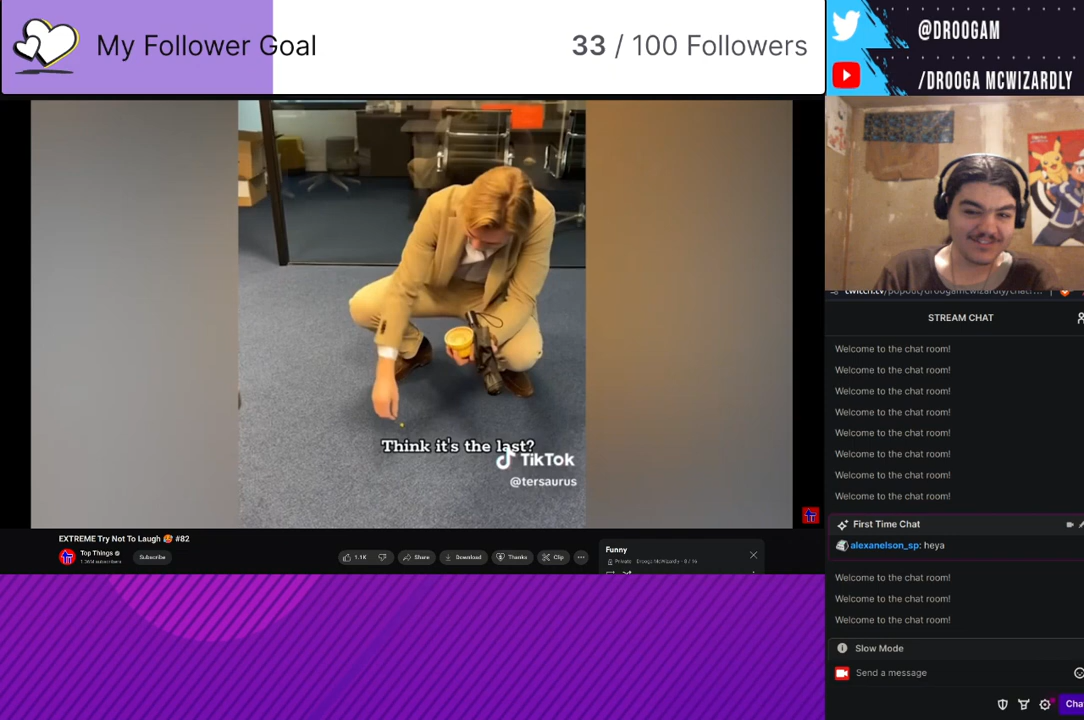 My Follower Goal
33 / 100 Followers
@DROOGAM
/DROOGA MCWIZARDLY
Think it's the last?
TikTok
@tersaurus
EXTREME Try Not To Laugh 🥵 #82
Top Things
Subscribe
1.1K
Share
Download
Thanks
Clip
Funny
Private
STREAM CHAT
Welcome to the chat room!
Welcome to the chat room!
Welcome to the chat room!
Welcome to the chat room!
Welcome to the chat room!
Welcome to the chat room!
Welcome to the chat room!
Welcome to the chat room!
First Time Chat
alexanelson_sp: heya
Welcome to the chat room!
Welcome to the chat room!
Welcome to the chat room!
Slow Mode
Send a message
Cha